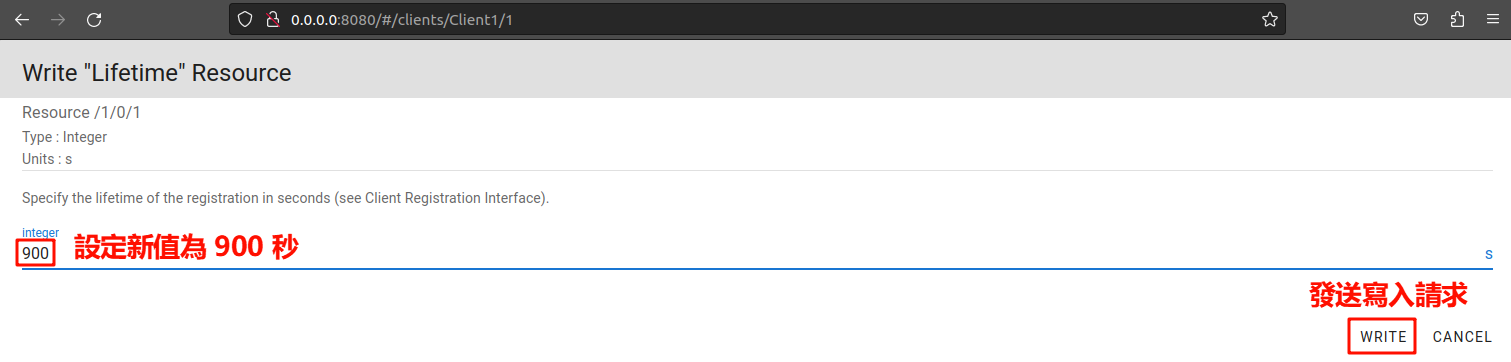 0.0.0.0:8080/#/clients/Client1/1
Write "Lifetime" Resource
Resource /1/0/1
Type : Integer
Units : s
Specify the lifetime of the registration in seconds (see Client Registration Interface).
integer
900 設定新值為 900 秒 s
發送寫入請求
WRITE CANCEL